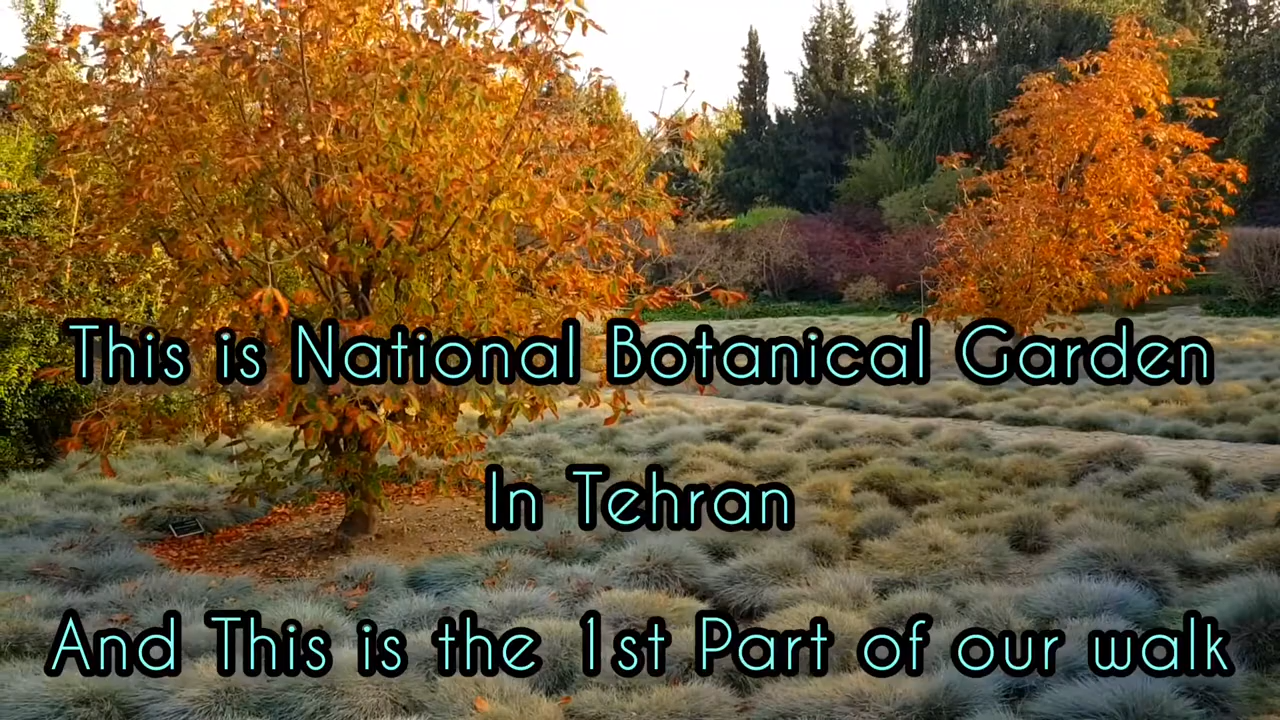 This is National Botanical Garden
In Tehran
And This is the 1st Part of our walk